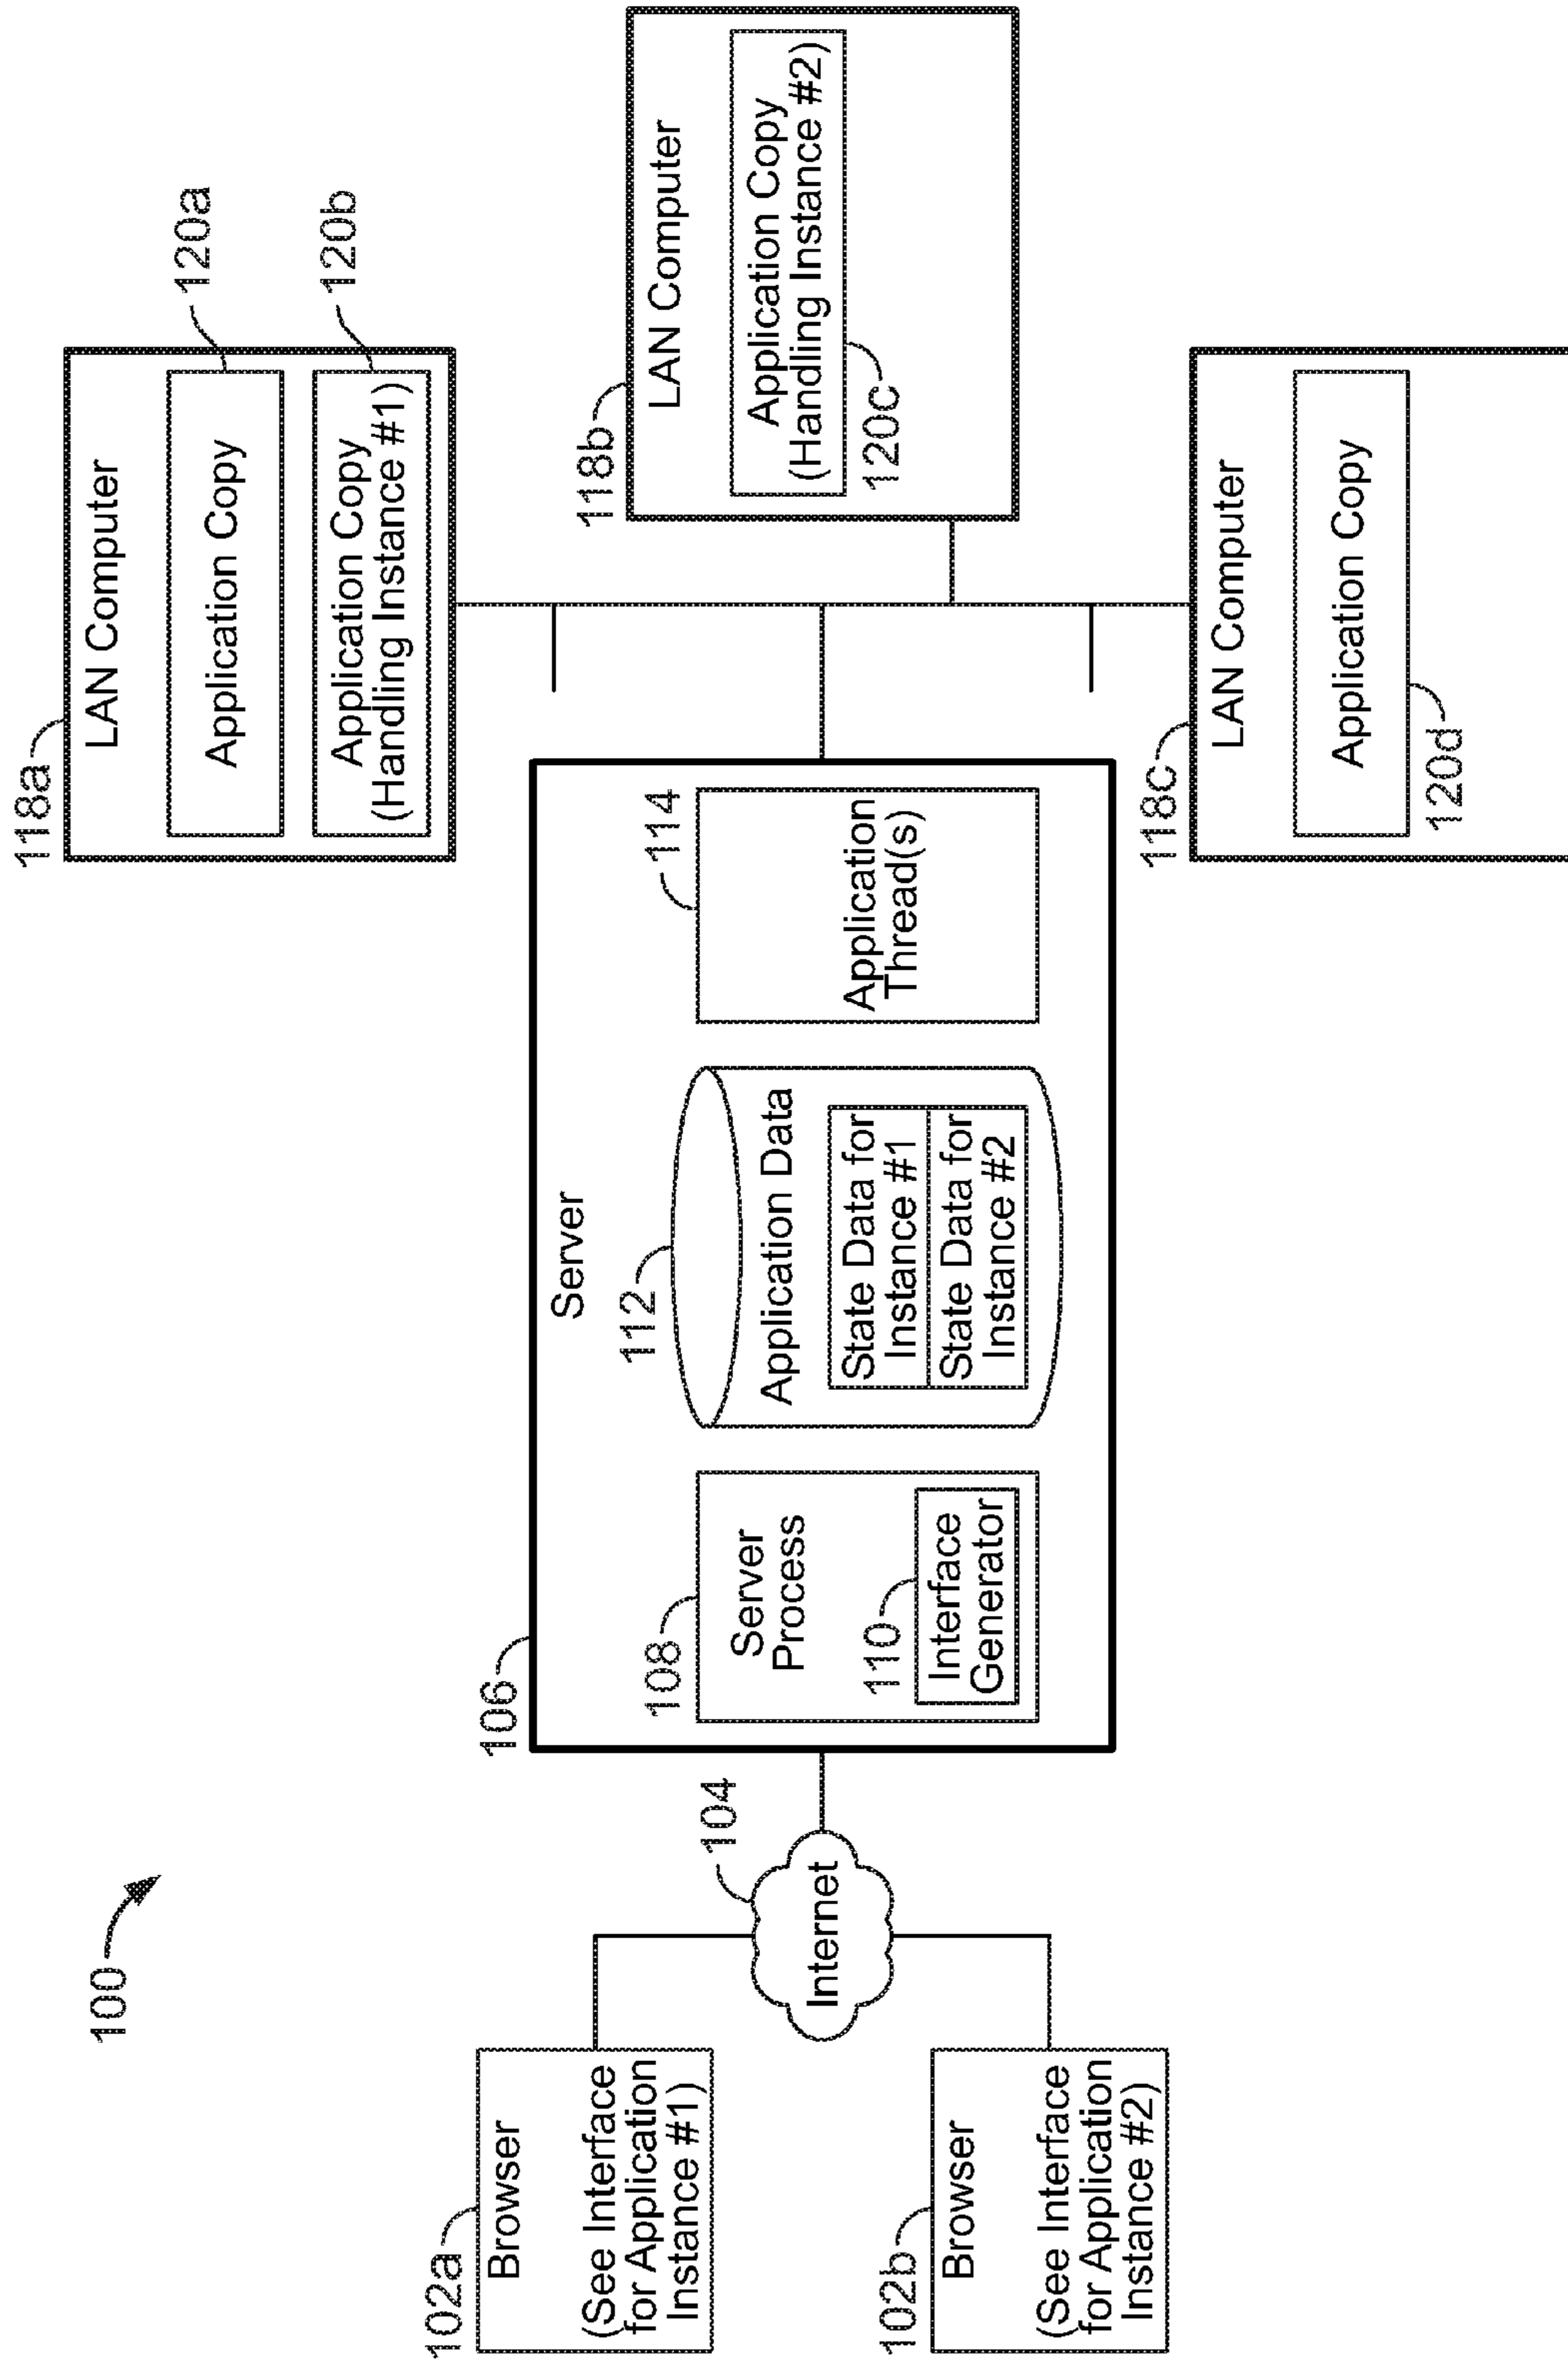 100
102a
Browser
(See Interface
for Application
Instance #1)
102b
Browser
(See Interface
for Application
Instance #2)
104
Internet
106
Server
108
Server
Process
110
Interface
Generator
112
Application Data
State Data for
Instance #1
State Data for
Instance #2
114
Application
Thread(s)
118a
LAN Computer
Application Copy
120a
Application Copy
(Handling Instance #1)
120b
118b
LAN Computer
Application Copy
(Handling Instance #2)
120c
118c
LAN Computer
Application Copy
120d